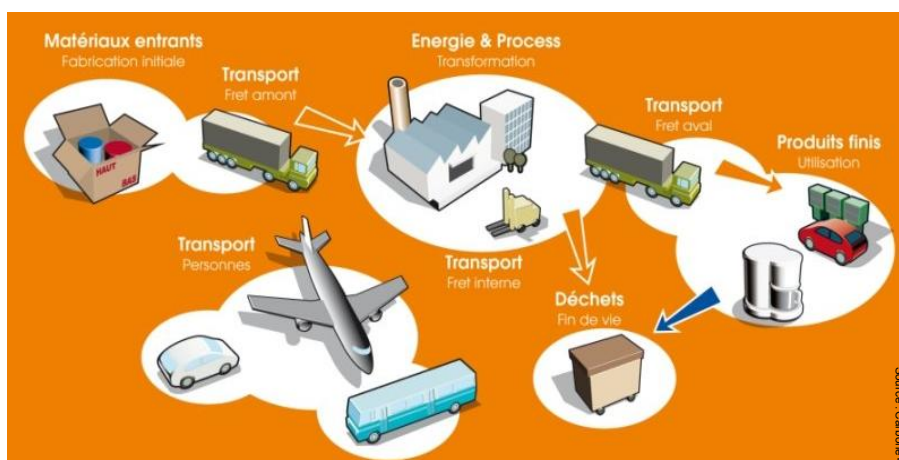 Matériaux entrants
Fabrication initiale
Transport
Fret amont
Energie & Process
Transformation
Transport
Fret aval
Produits finis
Utilisation
HAUT
BAS
Transport
Personnes
Transport
Fret interne
Déchets
Fin de vie